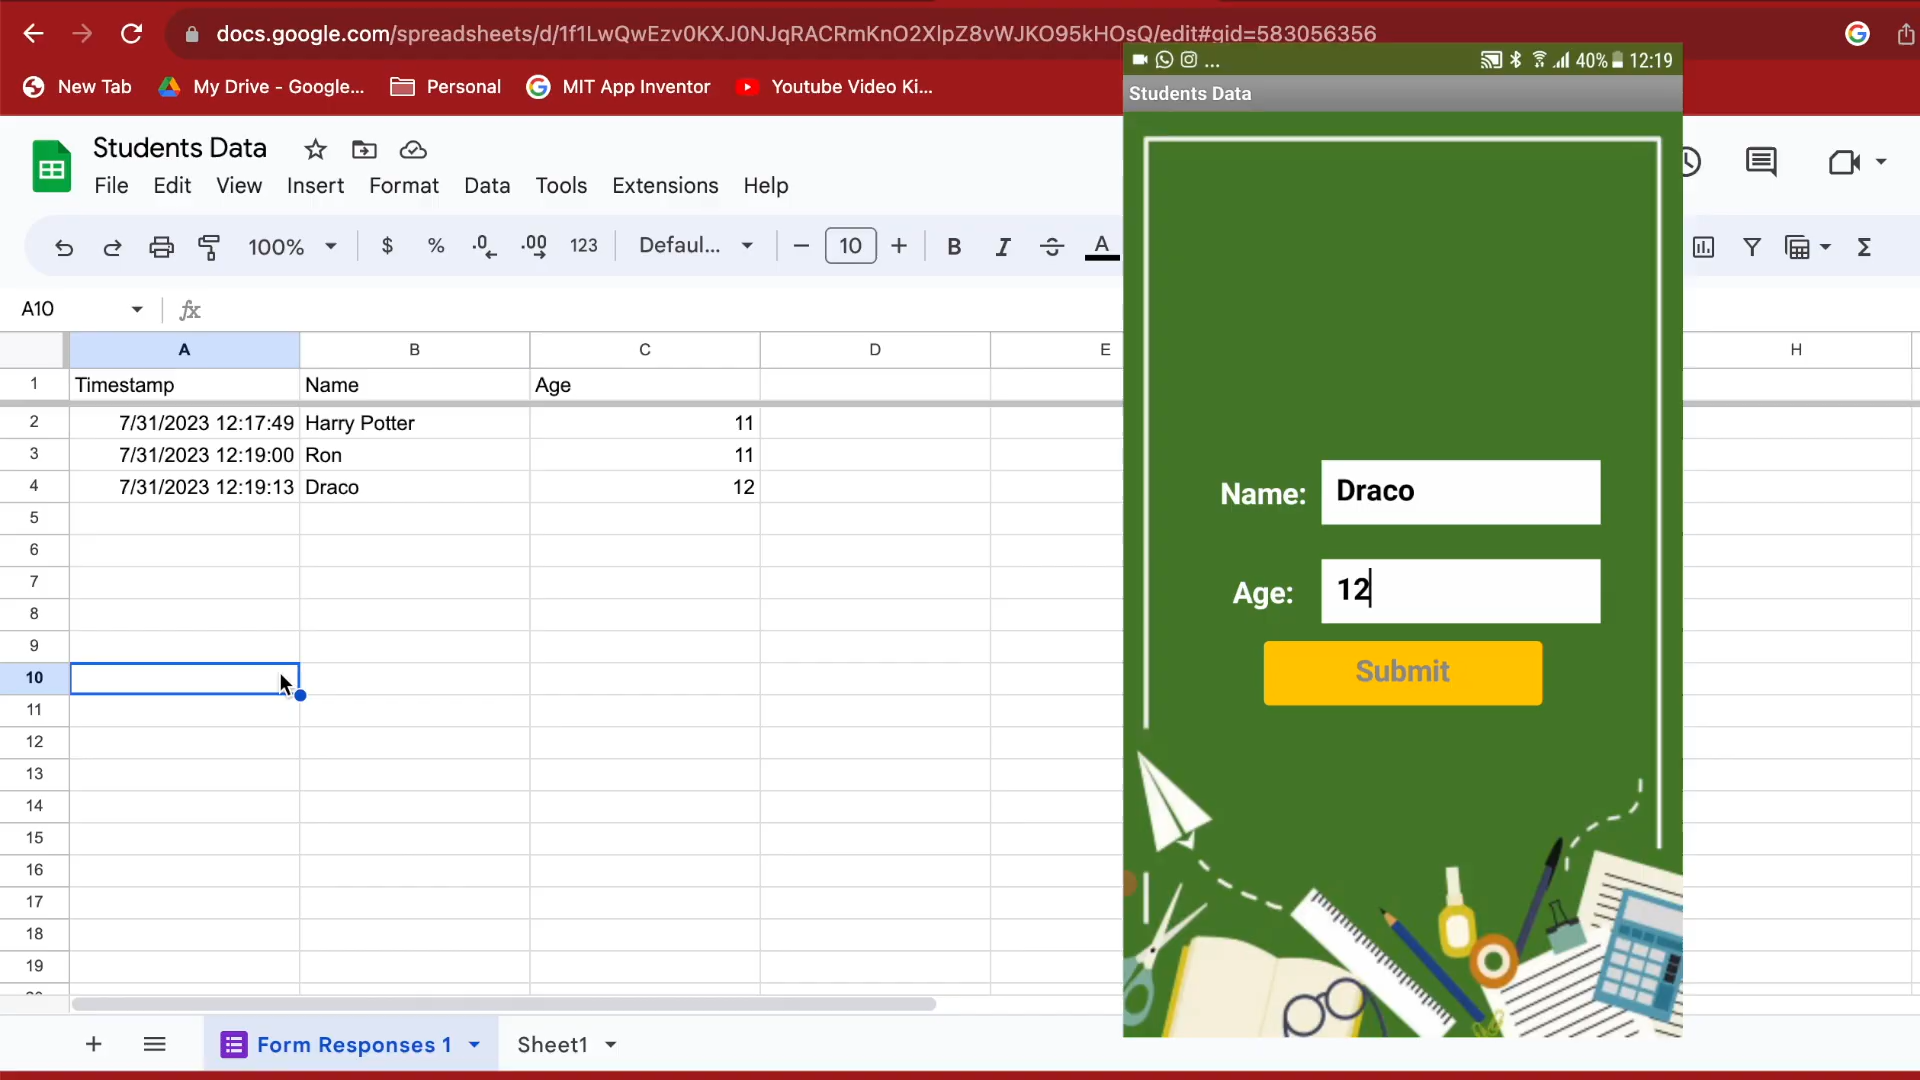 docs.google.com/spreadsheets/d/1f1LwQwEzv0KXJ0NJqRACRmKnO2XlpZ8vWJKO95kHOsQ/edit#gid=583056356
New Tab My Drive - Google... Personal MIT App Inventor Youtube Video Ki...
Students Data
File Edit View Insert Format Data Tools Extensions Help
100% $ % .0 .00 123 Defaul... 10 B I S A Σ
A10 fx
A B C D E H
1 Timestamp Name Age
2 7/31/2023 12:17:49 Harry Potter 11
3 7/31/2023 12:19:00 Ron 11
4 7/31/2023 12:19:13 Draco 12
5
6
7
8
9
10
11
12
13
14
15
16
17
18
19
Form Responses 1 Sheet1
... 40% 12:19
Students Data
Name: Draco
Age: 12
Submit